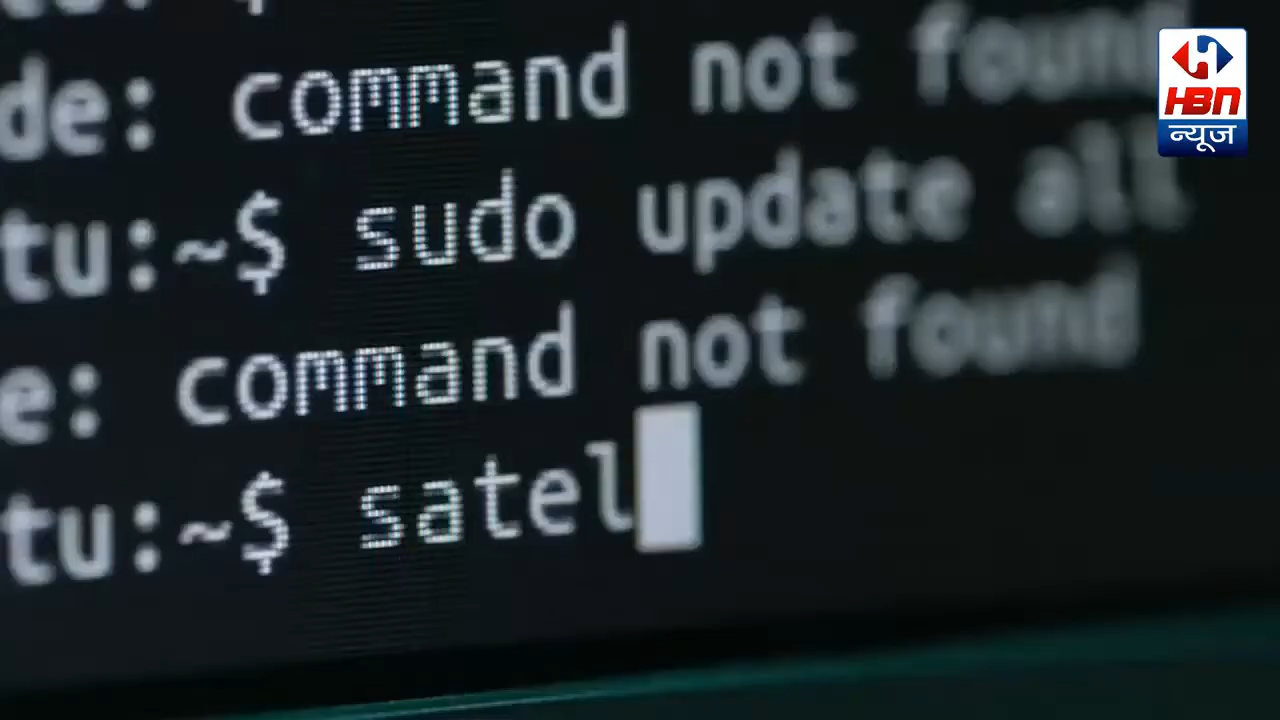 de: command not found
tu:~$ sudo update all
e: command not found
tu:~$ satel
HBN
न्यूज